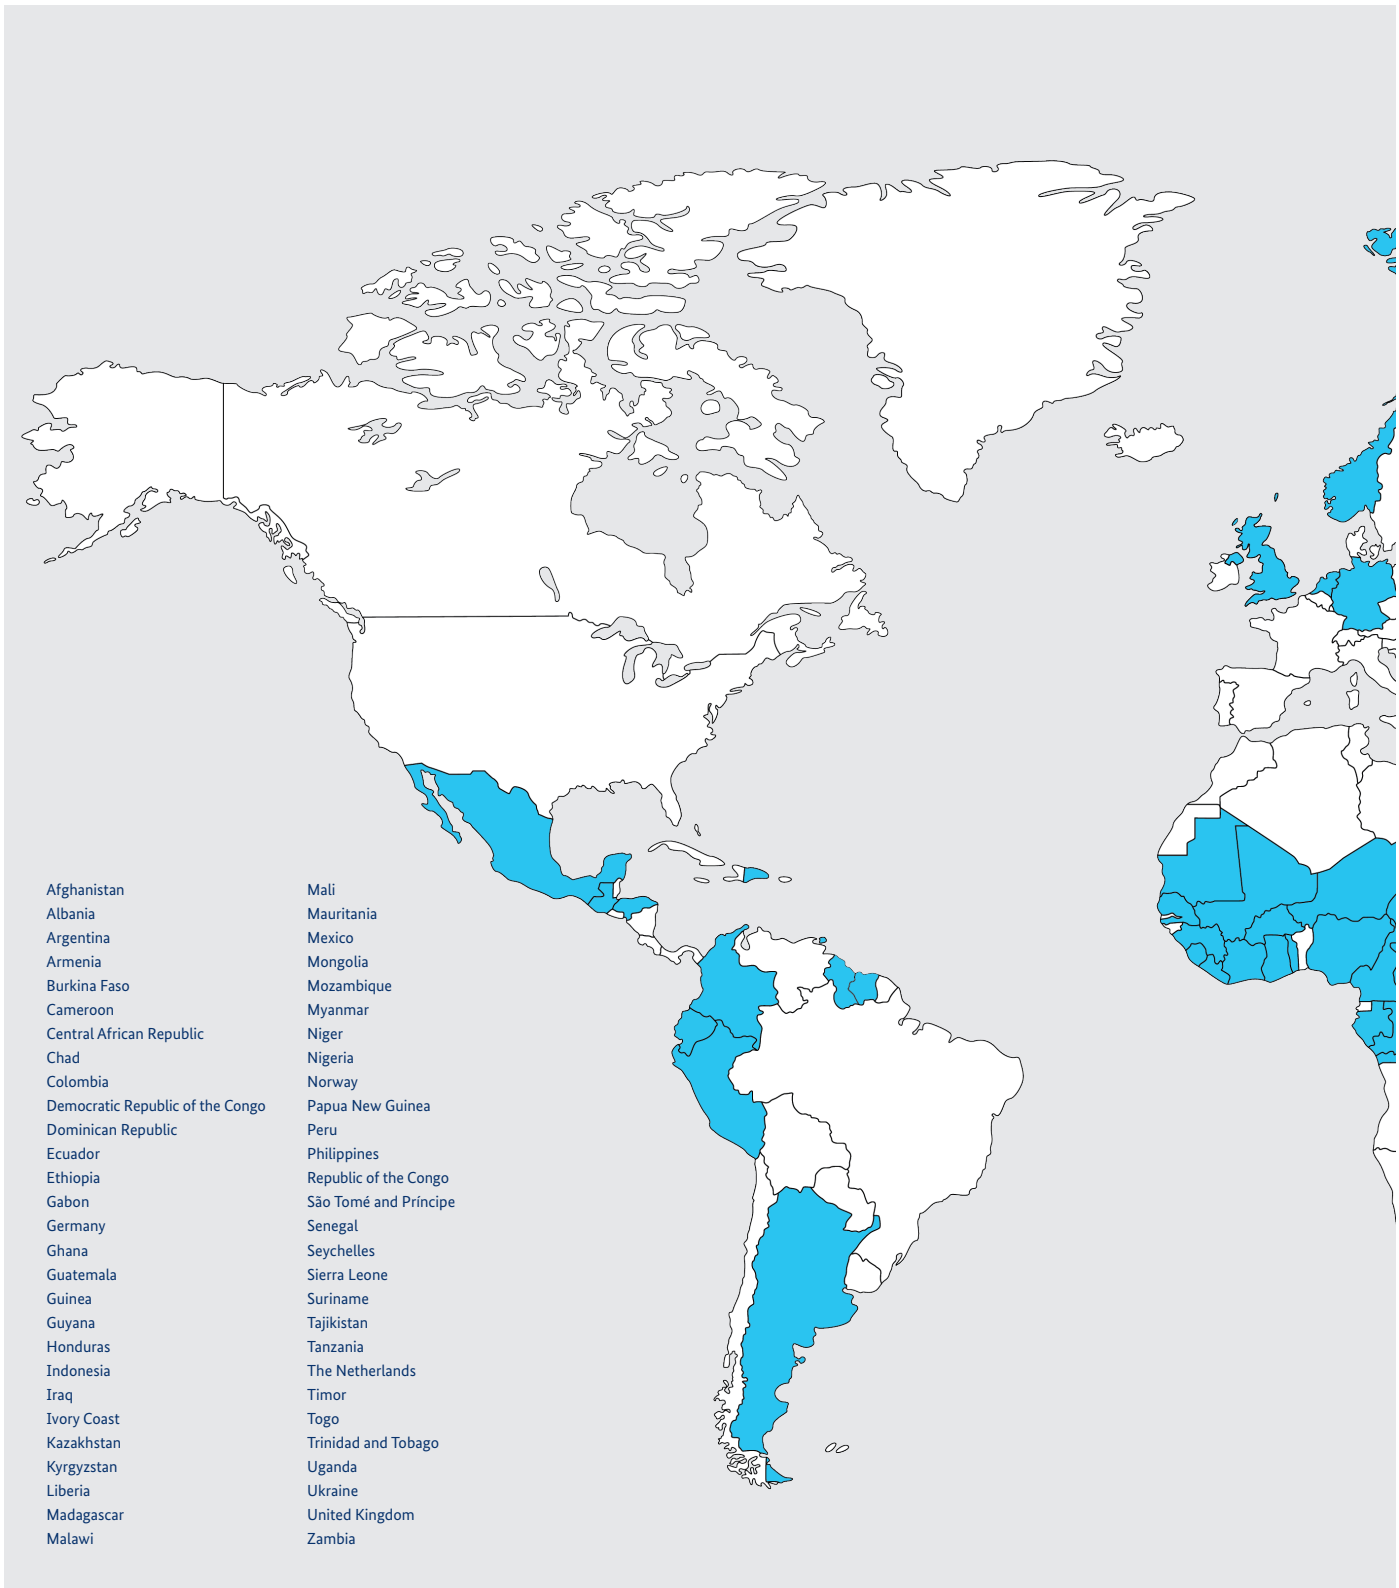 Afghanistan
Albania
Argentina
Armenia
Burkina Faso
Cameroon
Central African Republic
Chad
Colombia
Democratic Republic of the Congo
Dominican Republic
Ecuador
Ethiopia
Gabon
Germany
Ghana
Guatemala
Guinea
Guyana
Honduras
Indonesia
Iraq
Ivory Coast
Kazakhstan
Kyrgyzstan
Liberia
Madagascar
Malawi
Mali
Mauritania
Mexico
Mongolia
Mozambique
Myanmar
Niger
Nigeria
Norway
Papua New Guinea
Peru
Philippines
Republic of the Congo
São Tomé and Príncipe
Senegal
Seychelles
Sierra Leone
Suriname
Tajikistan
Tanzania
The Netherlands
Timor
Togo
Trinidad and Tobago
Uganda
Ukraine
United Kingdom
Zambia